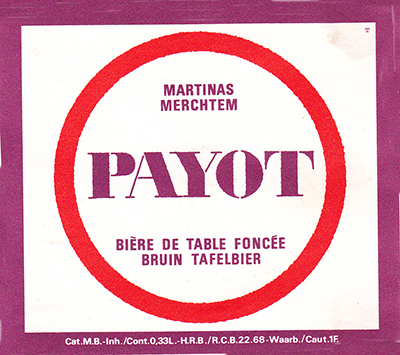 MARTINAS
MERCHTEM
PAYOT
BIÈRE DE TABLE FONCÉE
BRUIN TAFELBIER
Cat.M.B.-Inh./Cont.0,33L.-H.R.B./R.C.B.22.68-Waarb./Caut.1F.